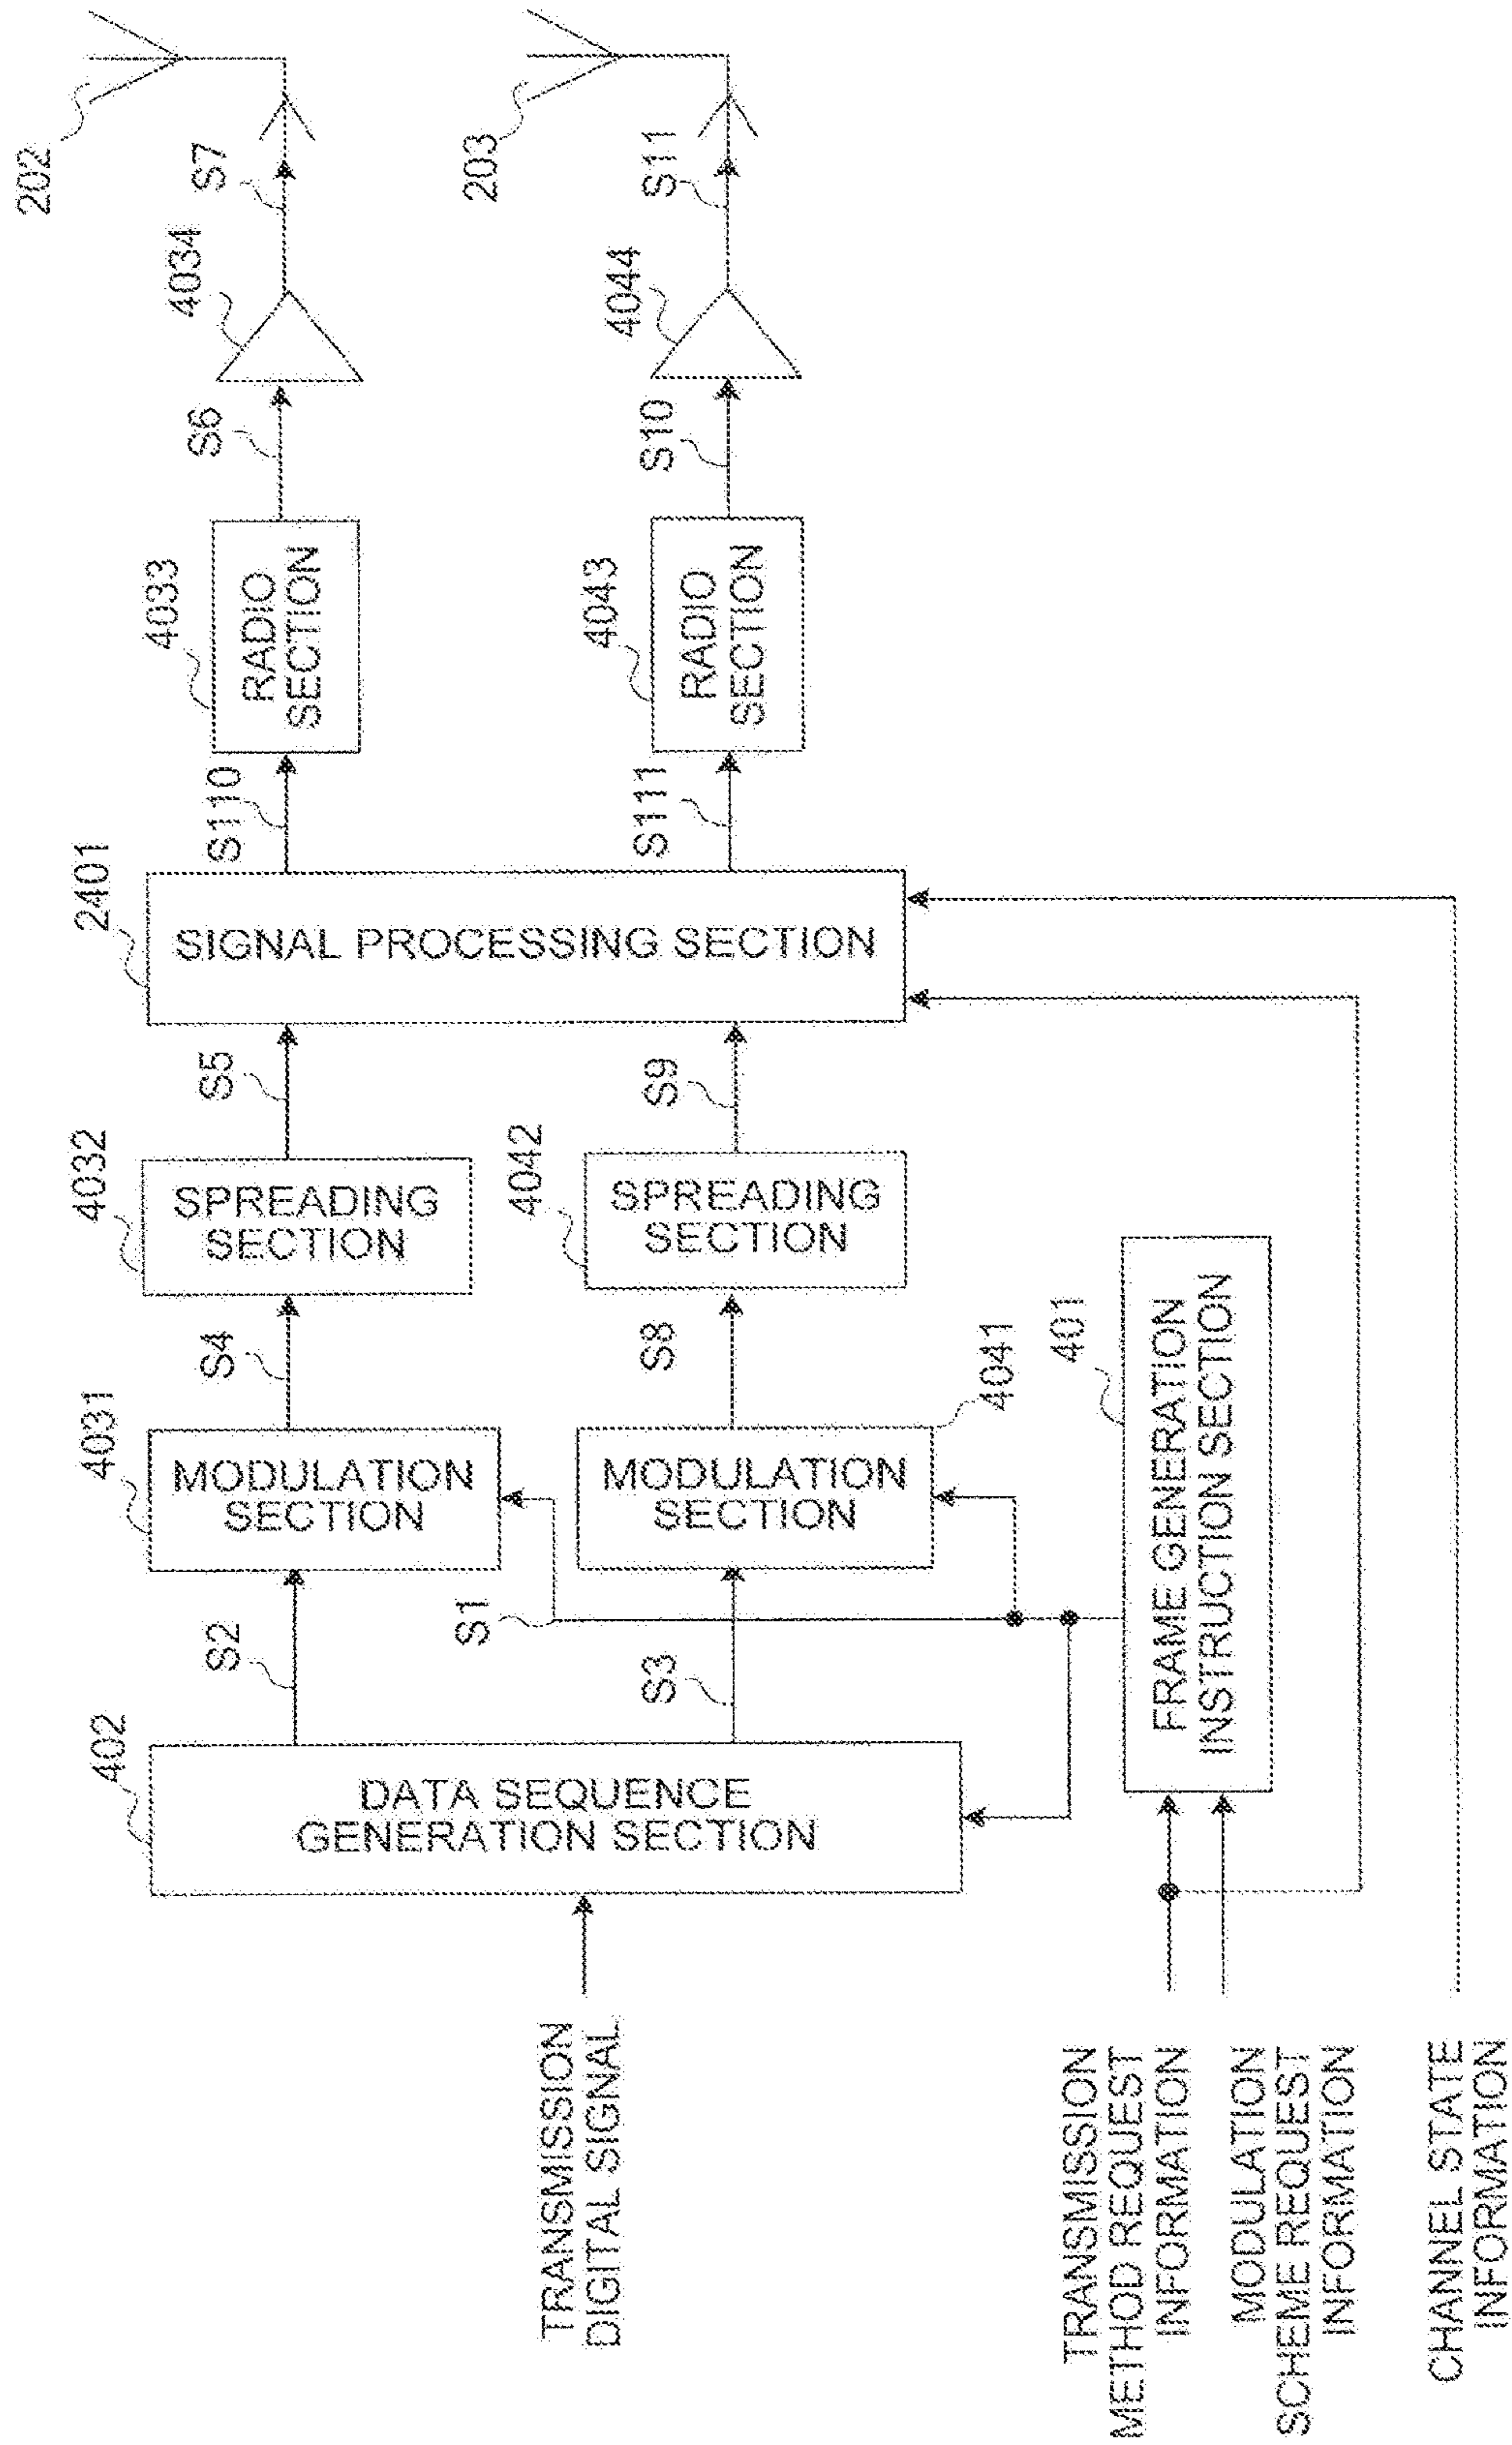 202
S7
4034
S6
4033
RADIO
SECTION
S110
2401
SIGNAL PROCESSING SECTION
S5
4032
SPREADING
SECTION
S4
4031
MODULATION
SECTION
S2
402
DATA SEQUENCE
GENERATION SECTION
TRANSMISSION
DIGITAL SIGNAL
203
S11
4044
S10
4043
RADIO
SECTION
S111
S9
4042
SPREADING
SECTION
S8
4041
MODULATION
SECTION
S1
S3
401
FRAME GENERATION
INSTRUCTION SECTION
TRANSMISSION
METHOD REQUEST
INFORMATION
MODULATION
SCHEME REQUEST
INFORMATION
CHANNEL STATE
INFORMATION